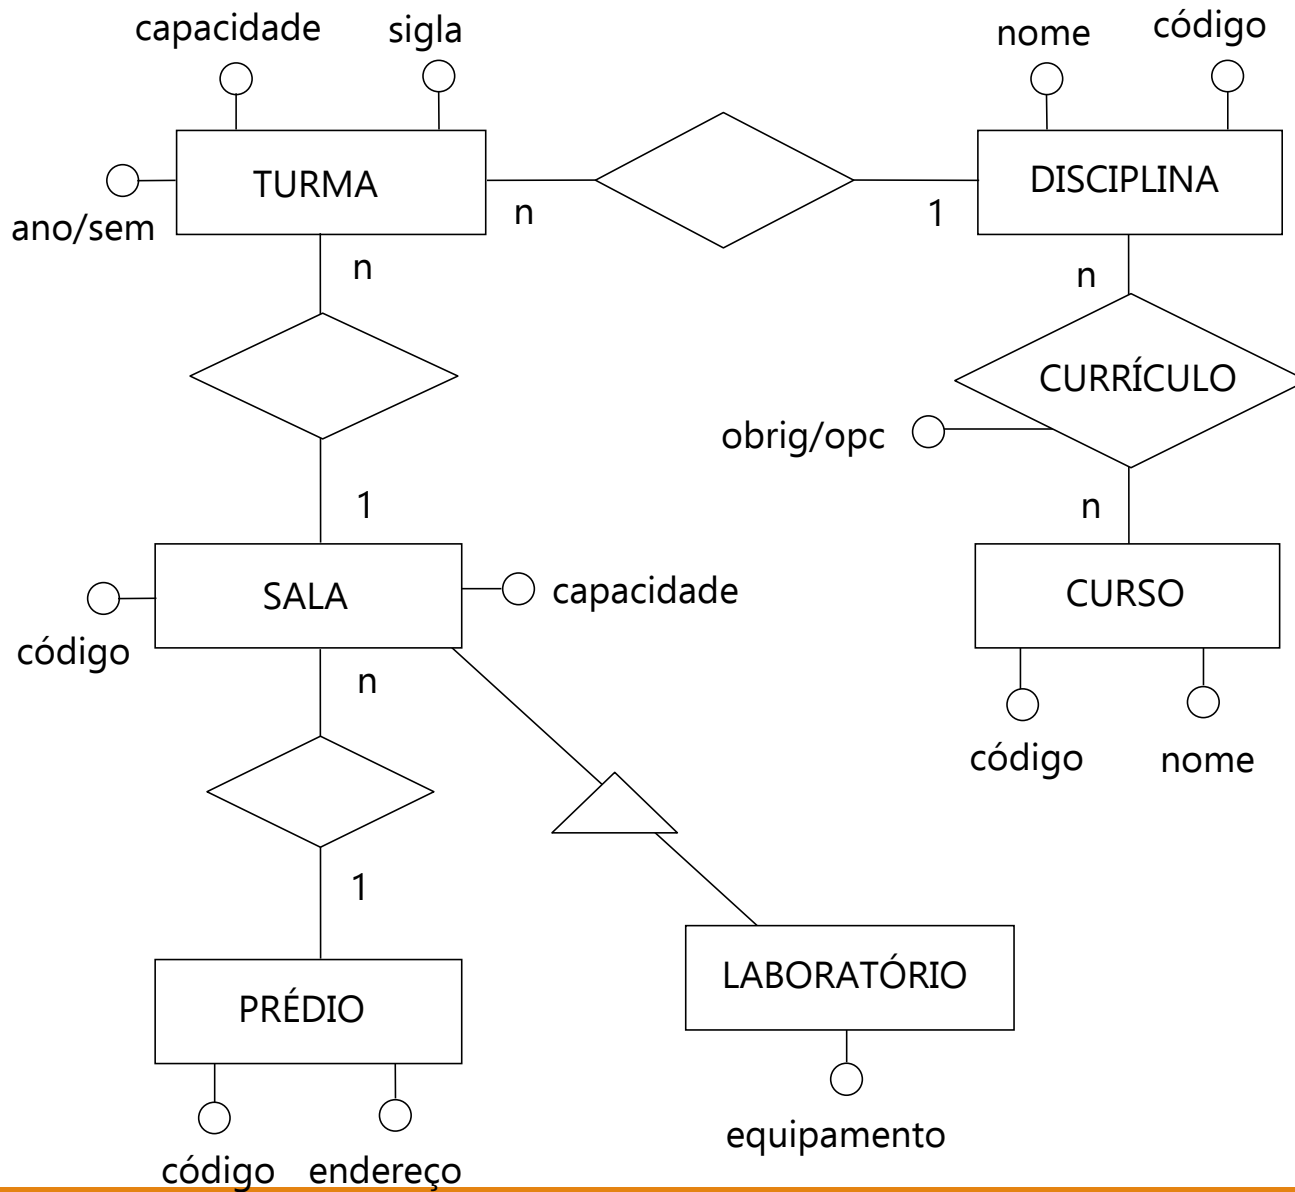 capacidade
sigla
nome
código
TURMA
DISCIPLINA
ano/sem
n
1
n
n
CURRÍCULO
obrig/opc
1
n
SALA
capacidade
CURSO
código
n
código
nome
1
LABORATÓRIO
PRÉDIO
equipamento
código
endereço